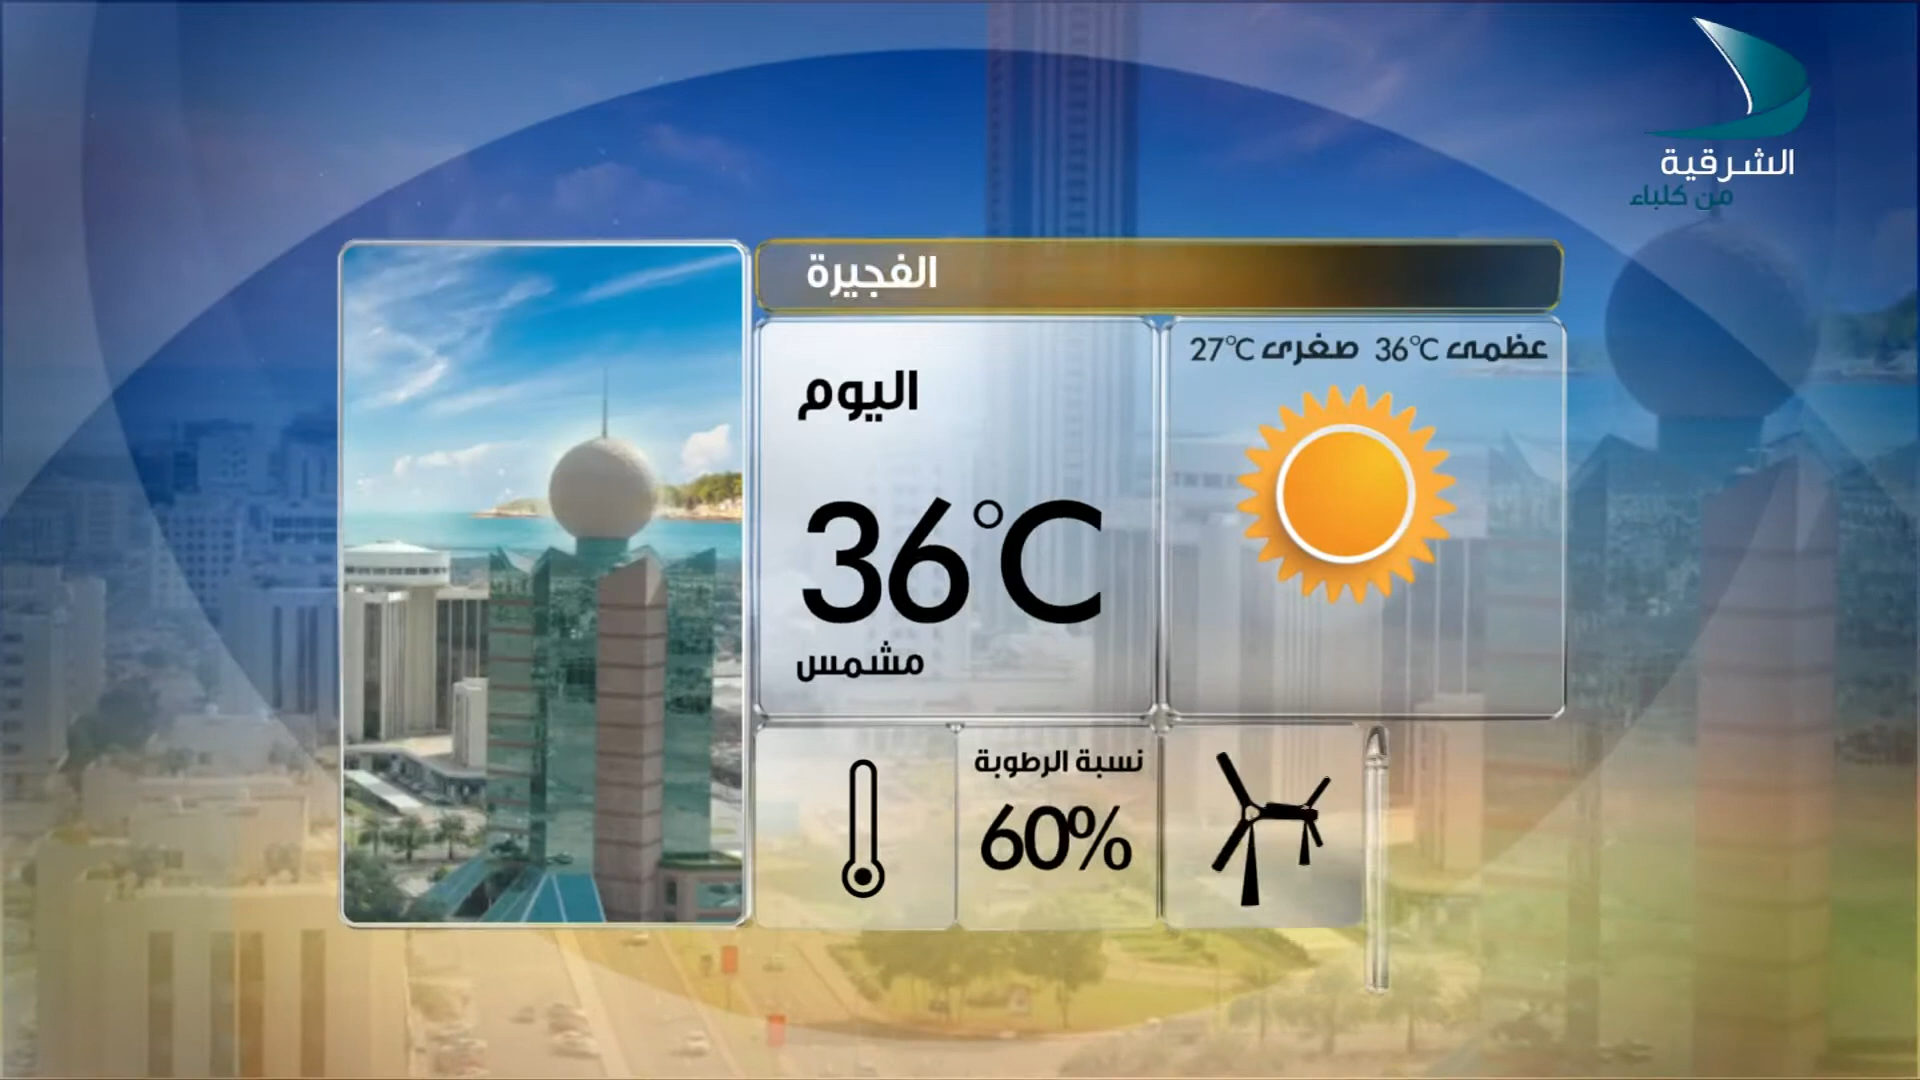 الشرقية
من كلباء
الفجيرة
عظمى 36°C صغرى 27°C
اليوم
36°C
مشمس
نسبة الرطوبة
60%